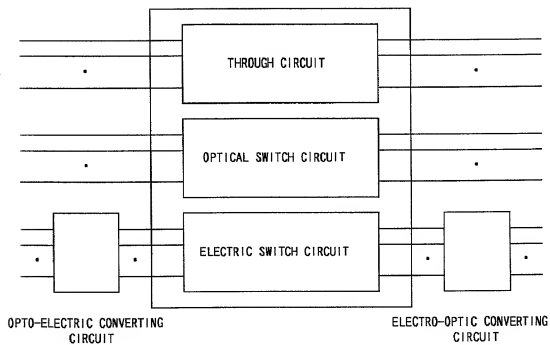 THROUGH CIRCUIT
OPTICAL SWITCH CIRCUIT
ELECTRIC SWITCH CIRCUIT
OPTO-ELECTRIC CONVERTING
CIRCUIT
ELECTRO-OPTIC CONVERTING
CIRCUIT